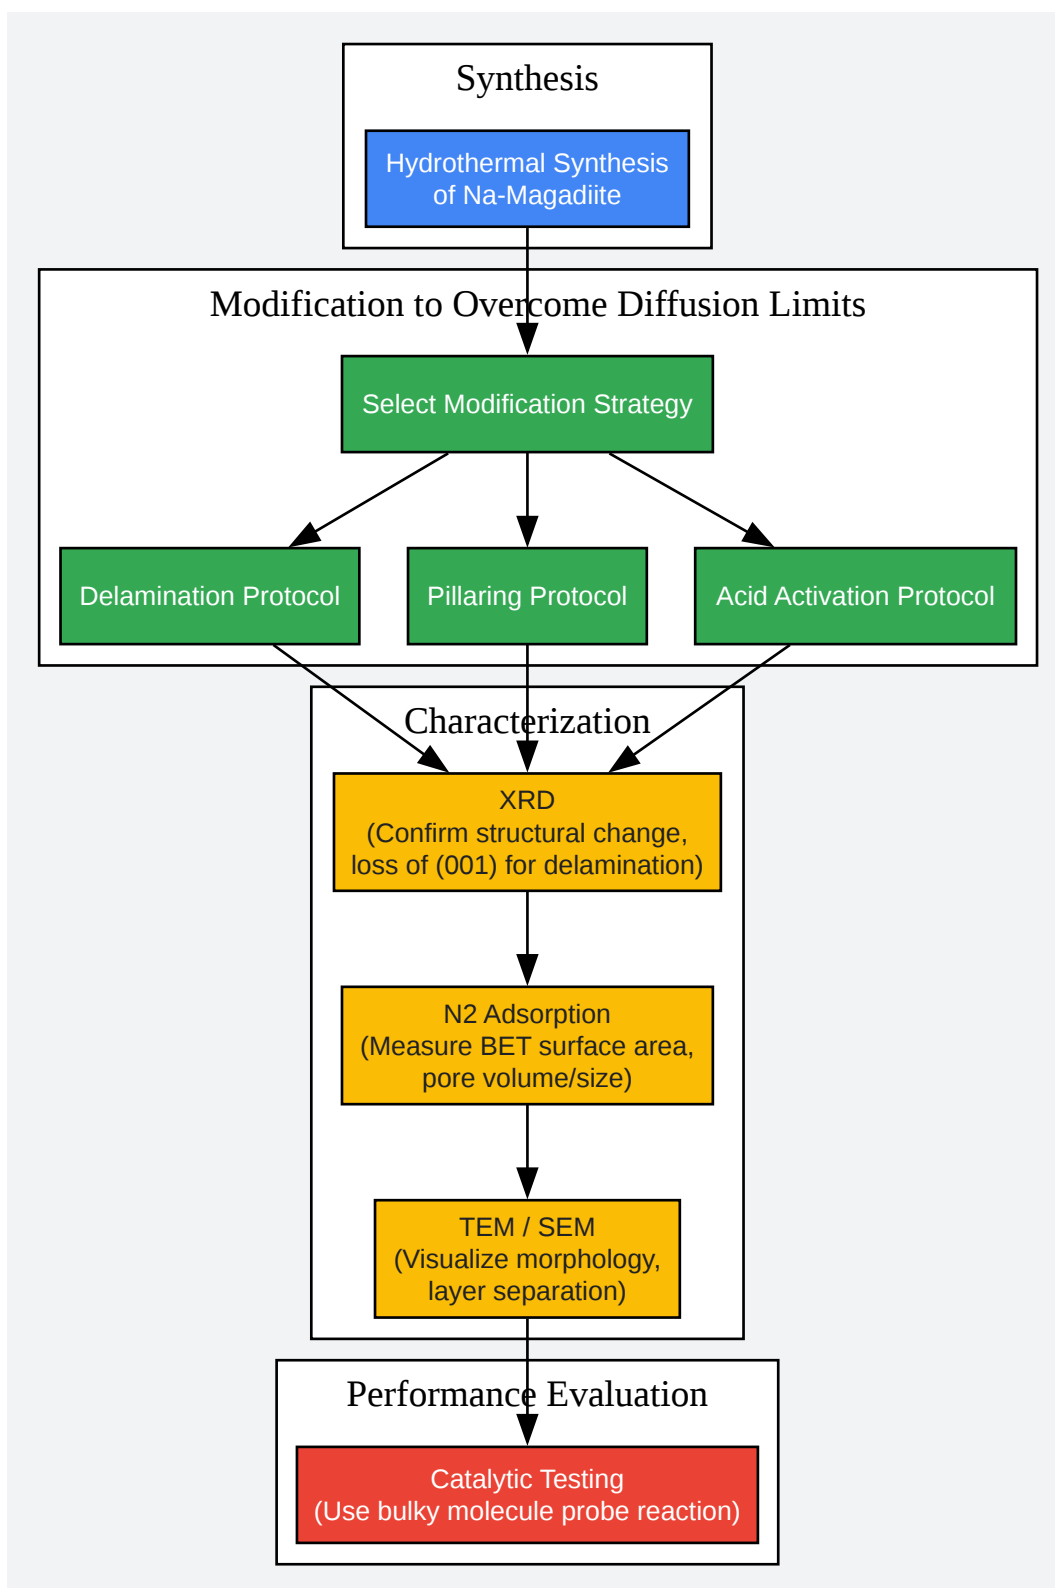 Synthesis
Hydrothermal Synthesis
of Na-Magadiite
Modification to Overcome Diffusion Limits
Select Modification Strategy
Delamination Protocol
Pillaring Protocol
Acid Activation Protocol
Characterization
XRD
(Confirm structural change,
loss of (001) for delamination)
N2 Adsorption
(Measure BET surface area,
pore volume/size)
TEM / SEM
(Visualize morphology,
layer separation)
Performance Evaluation
Catalytic Testing
(Use bulky molecule probe reaction)